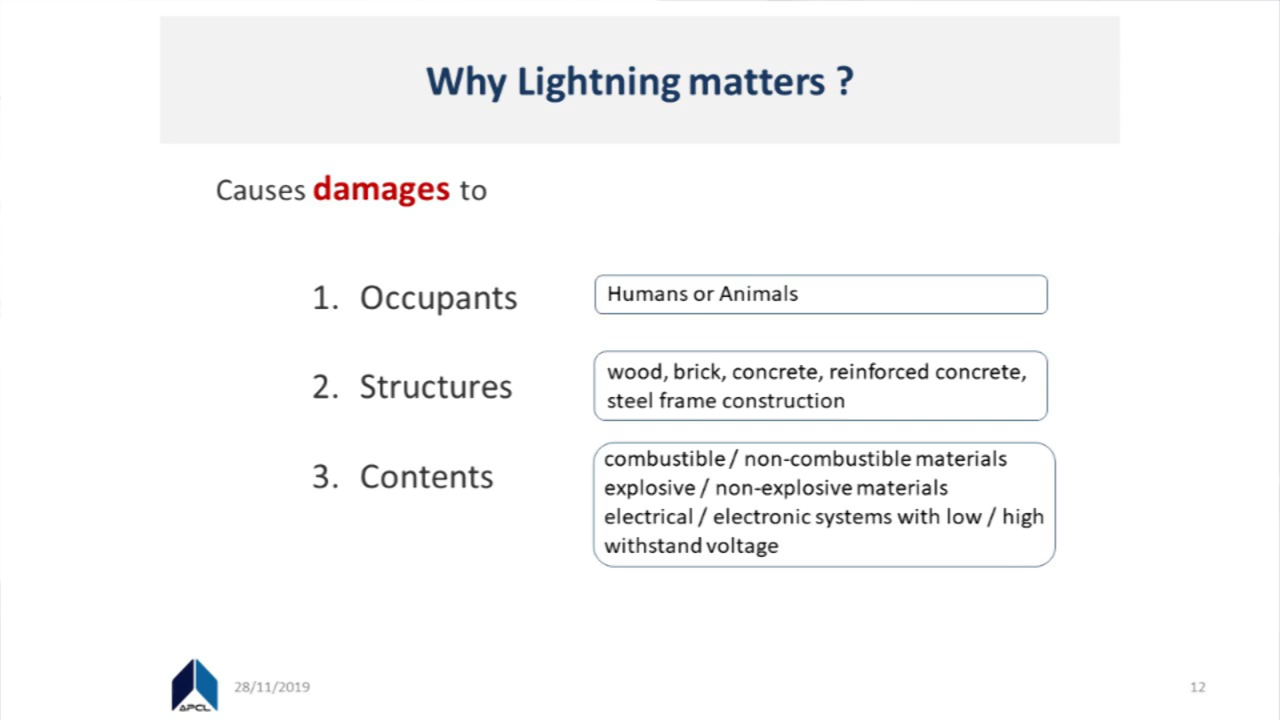 Why Lightning matters ?
Causes damages to
1. Occupants
Humans or Animals
2. Structures
wood, brick, concrete, reinforced concrete,
steel frame construction
3. Contents
combustible / non-combustible materials
explosive / non-explosive materials
electrical / electronic systems with low / high
withstand voltage
APCL
28/11/2019
12